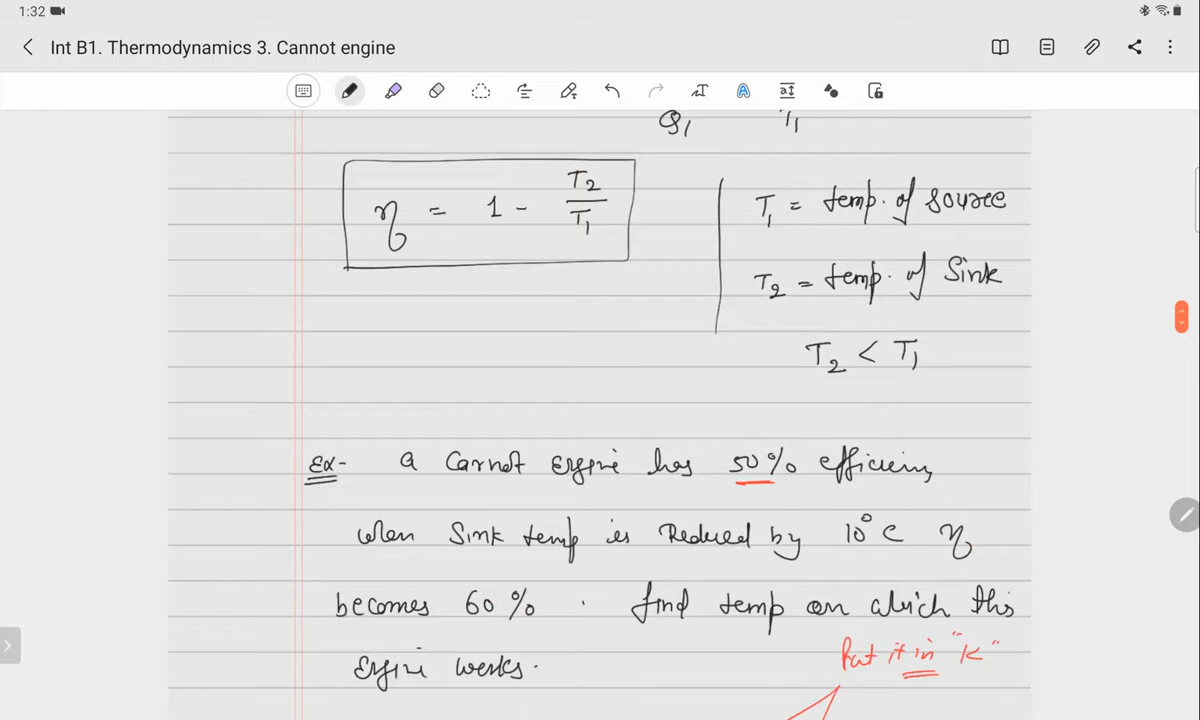 1:32
Int B1. Thermodynamics 3. Cannot engine
Q1 T1
η = 1 - T2/T1
T1 = temp. of source
T2 = temp. of Sink
T2 < T1
Ex- a Carnot Engine has 50% efficiency
when Sink temp is Reduced by 10°C η
becomes 60%. find temp on which this
Engine works.
Put it in "K"